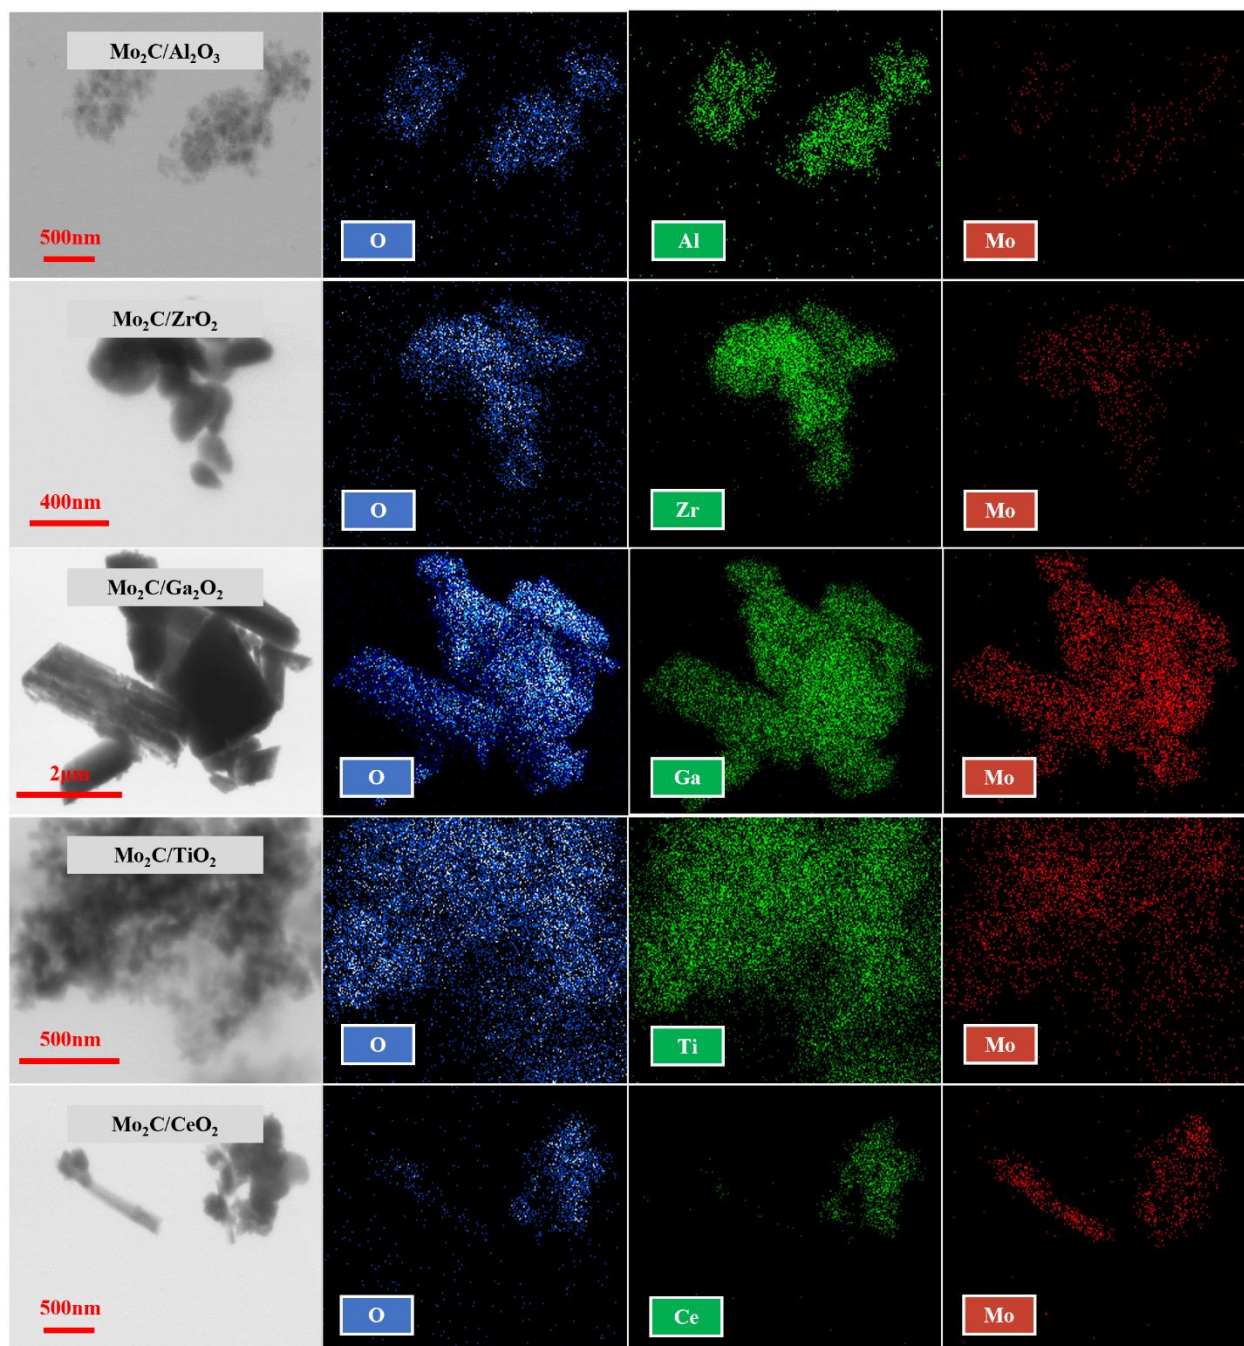 Mo₂C/Al₂O₃
500nm
O
Al
Mo
Mo₂C/ZrO₂
400nm
O
Zr
Mo
Mo₂C/Ga₂O₂
2μm
O
Ga
Mo
Mo₂C/TiO₂
500nm
O
Ti
Mo
Mo₂C/CeO₂
500nm
O
Ce
Mo